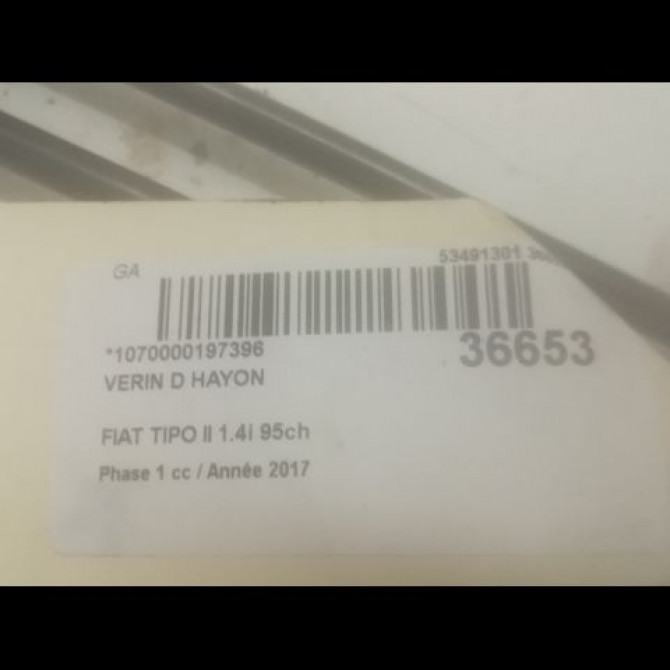 GA
53491301
*1070000197396
36653
VERIN D HAYON
FIAT TIPO II 1.4i 95ch
Phase 1 cc / Année 2017